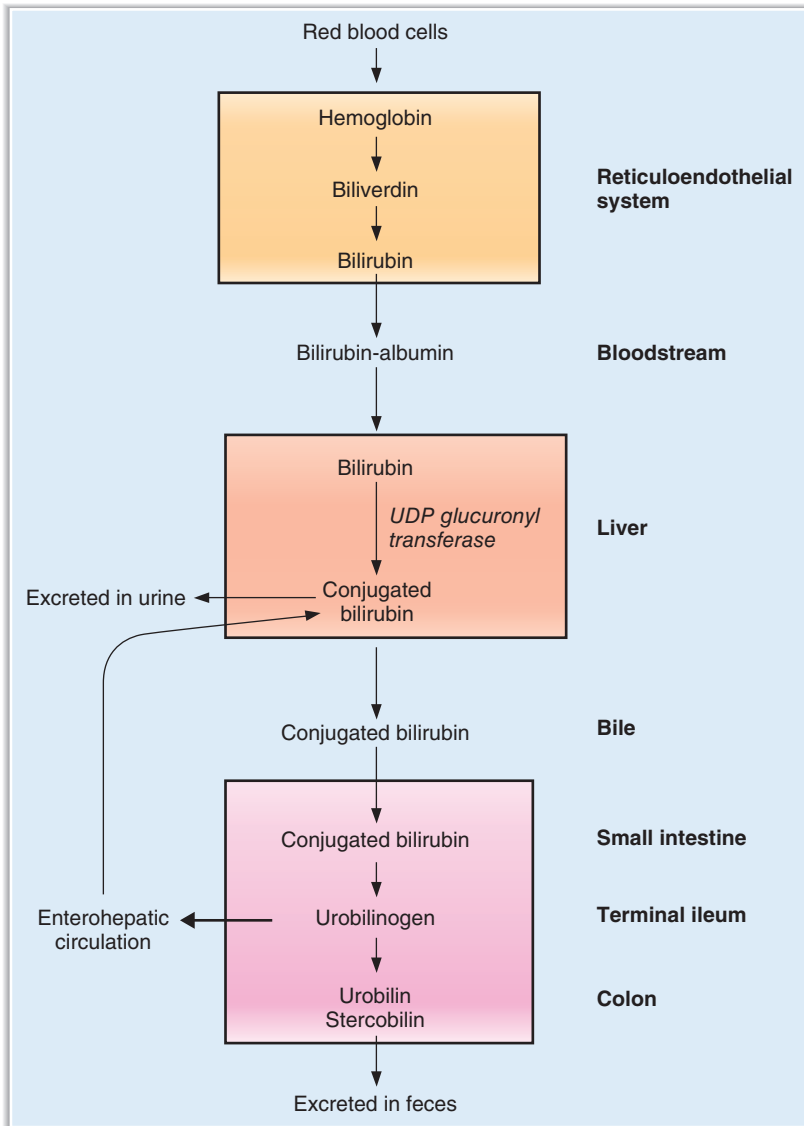 Red blood cells
Hemoglobin
Biliverdin
Reticuloendothelial
system
Bilirubin
Bilirubin-albumin
Bloodstream
Bilirubin
UDP glucuronyl
transferase
Liver
Excreted in urine
Conjugated
bilirubin
Conjugated bilirubin
Bile
Conjugated bilirubin
Small intestine
Enterohepatic
circulation
Urobilinogen
Terminal ileum
Urobilin
Stercobilin
Colon
Excreted in feces